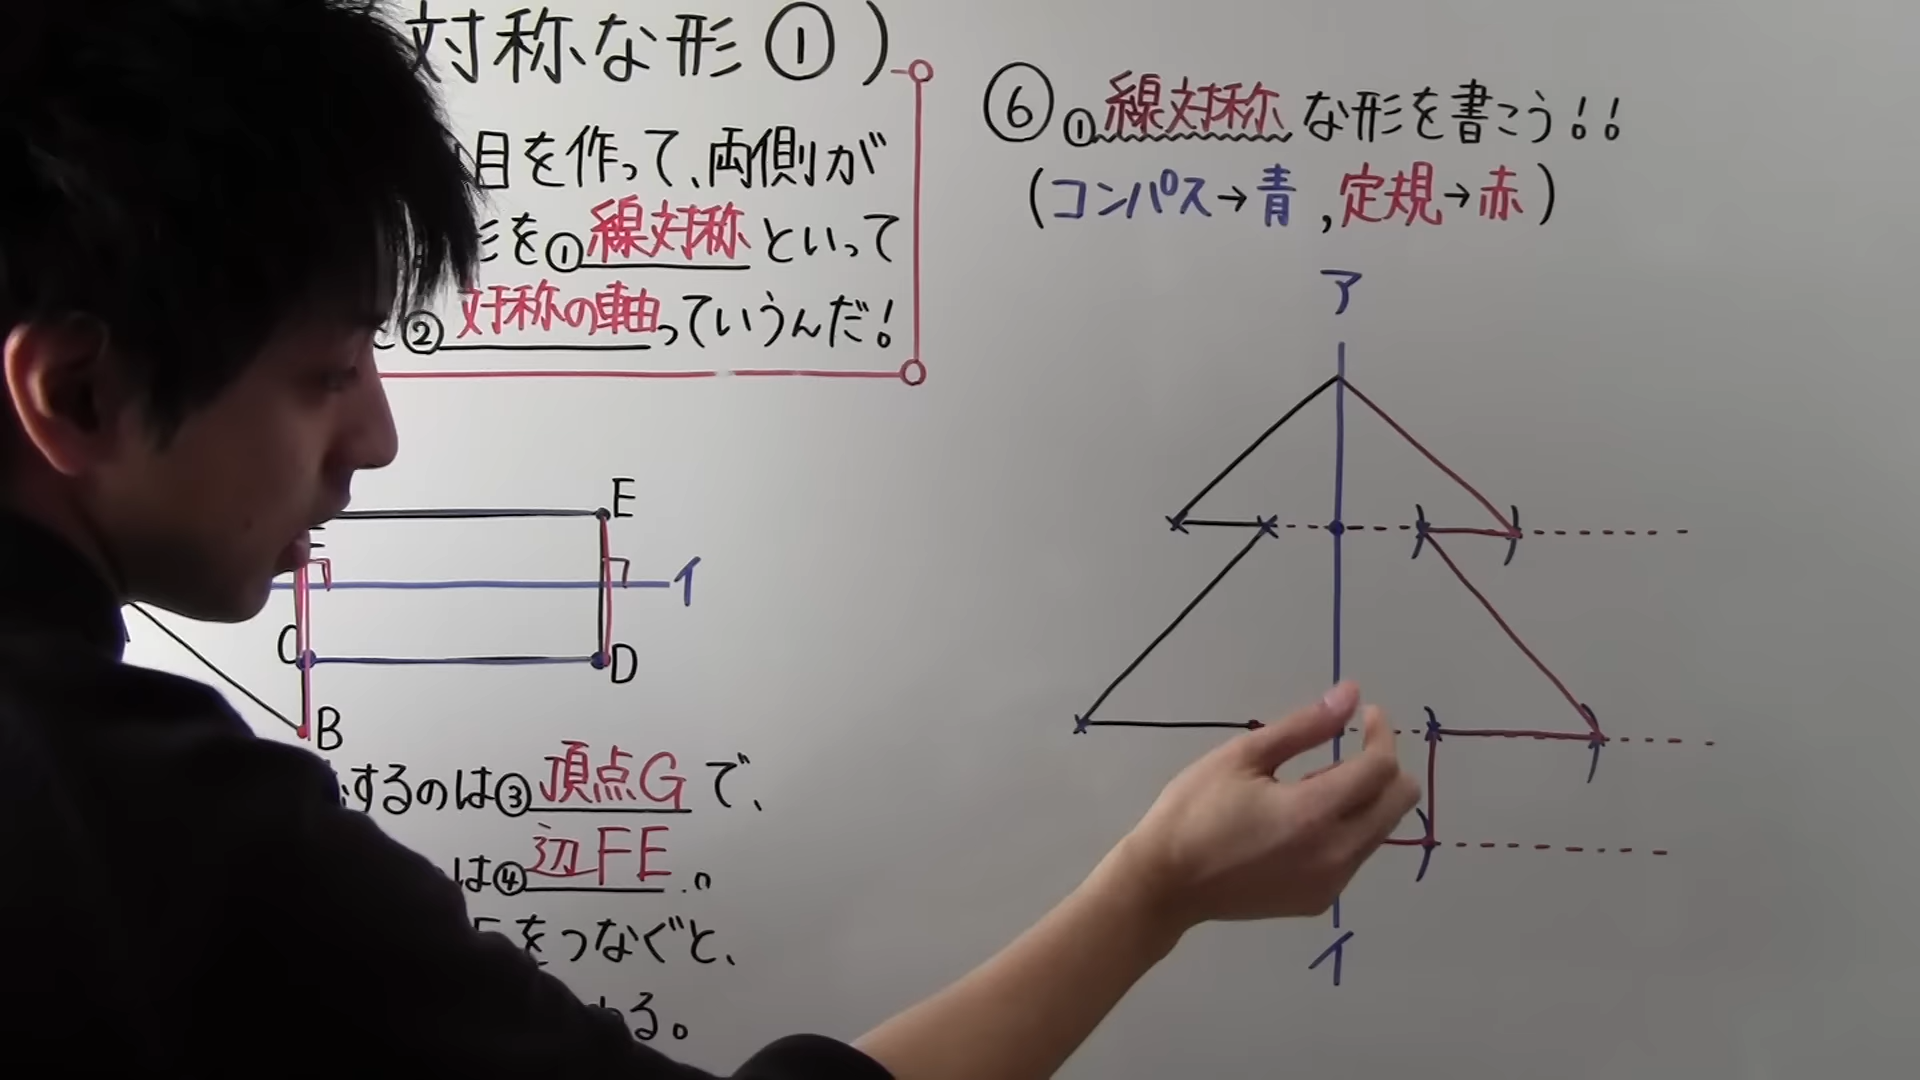 対称な形①)
目を作って、両側が
形を①線対称といって
②対称の軸っていうんだ!
E
イ
C
D
B
するのは③頂点Gで、
は④辺FE。
をつなぐと、
る。
⑥①線対称な形を書こう!!
(コンパス→青,定規→赤)
ア
イ